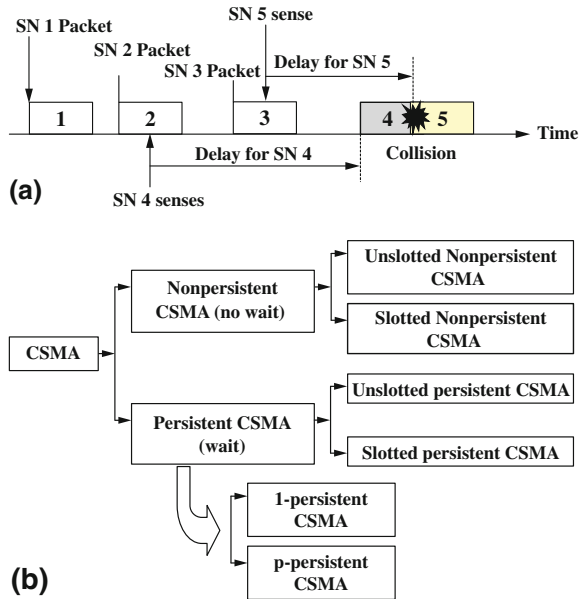 SN 1 Packet
SN 2 Packet
SN 3 Packet
SN 5 sense
Delay for SN 5
1
2
3
4
5
Time
Delay for SN 4
Collision
SN 4 senses
(a)
CSMA
Nonpersistent
CSMA (no wait)
Unslotted Nonpersistent
CSMA
Slotted Nonpersistent
CSMA
Persistent CSMA
(wait)
Unslotted persistent CSMA
Slotted persistent CSMA
1-persistent
CSMA
p-persistent
CSMA
(b)